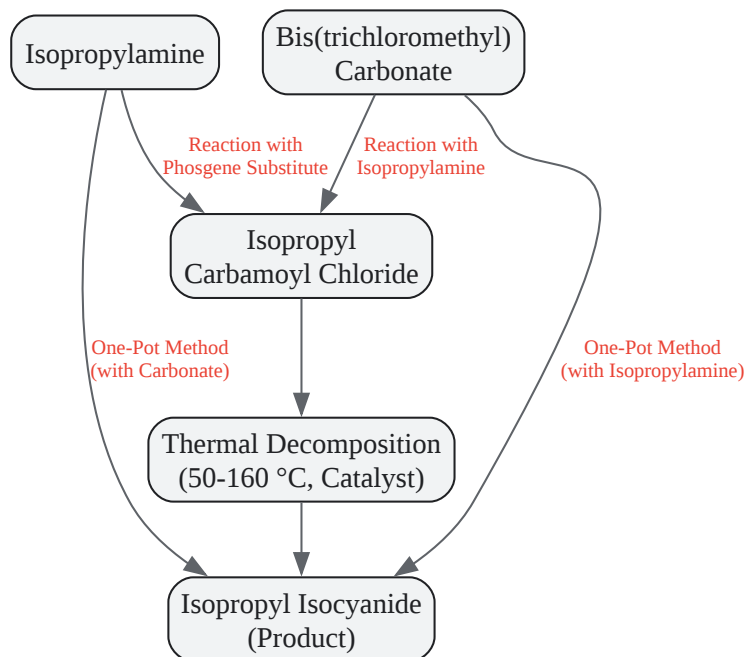 Isopropylamine
Bis(trichloromethyl)
Carbonate
Reaction with
Phosgene Substitute
Reaction with
Isopropylamine
Isopropyl
Carbamoyl Chloride
One-Pot Method
(with Carbonate)
One-Pot Method
(with Isopropylamine)
Thermal Decomposition
(50-160 °C, Catalyst)
Isopropyl Isocyanide
(Product)